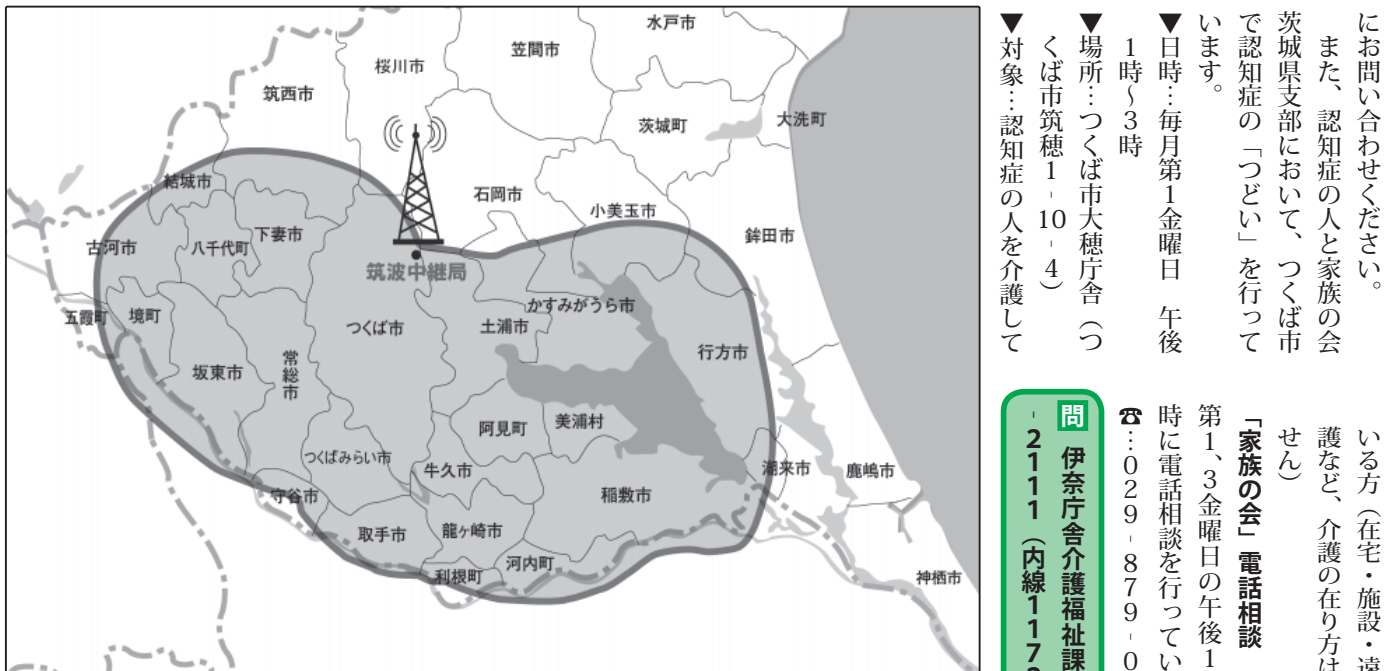 にお問い合わせください。
また、認知症の人と家族の会
茨城県支部において、つくば市
で認知症の「つどい」を行って
います。
▼日時…毎月第1金曜日　午後
1時～3時
▼場所…つくば市大穂庁舎（つ
くば市筑穂1-10-4）
▼対象…認知症の人を介護して
いる方（在宅・施設・遠
護など、介護の在り方は
せん）
「家族の会」電話相談
第1、3金曜日の午後1
時に電話相談を行ってい
☎…029-879-0
問 伊奈庁舎介護福祉課
-2111（内線117
水戸市
笠間市
桜川市
筑西市
茨城町
大洗町
結城市
石岡市
小美玉市
鉾田市
古河市
八千代町
下妻市
筑波中継局
かすみがうら市
五霞町
境町
つくば市
土浦市
行方市
坂東市
常総市
阿見町
美浦村
つくばみらい市
牛久市
潮来市
鹿嶋市
守谷市
稲敷市
取手市
龍ヶ崎市
河内町
利根町
神栖市